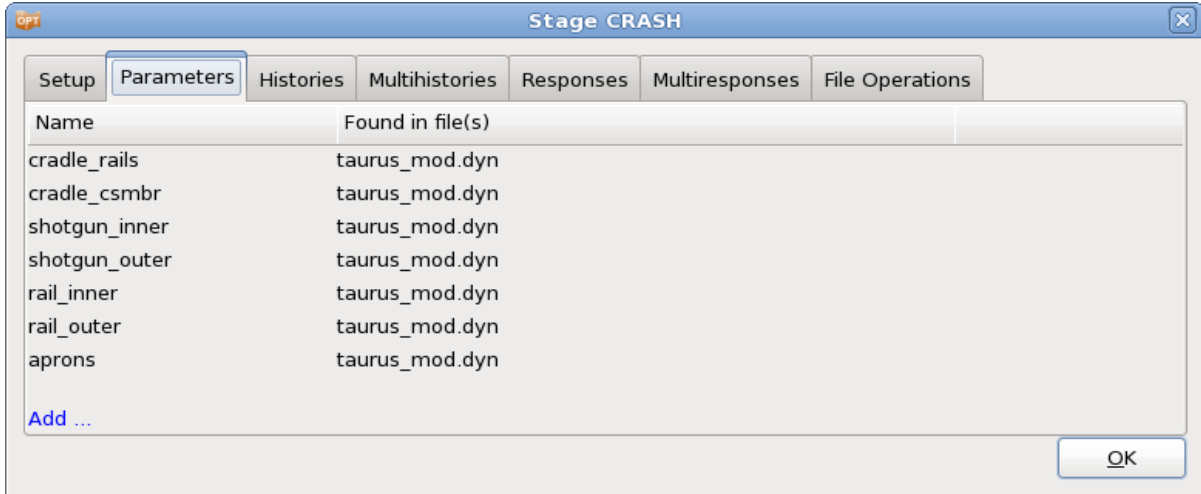 OPT Stage CRASH
Setup Parameters Histories Multihistories Responses Multiresponses File Operations
Name Found in file(s)
cradle_rails taurus_mod.dyn
cradle_csmbr taurus_mod.dyn
shotgun_inner taurus_mod.dyn
shotgun_outer taurus_mod.dyn
rail_inner taurus_mod.dyn
rail_outer taurus_mod.dyn
aprons taurus_mod.dyn
Add ...
OK